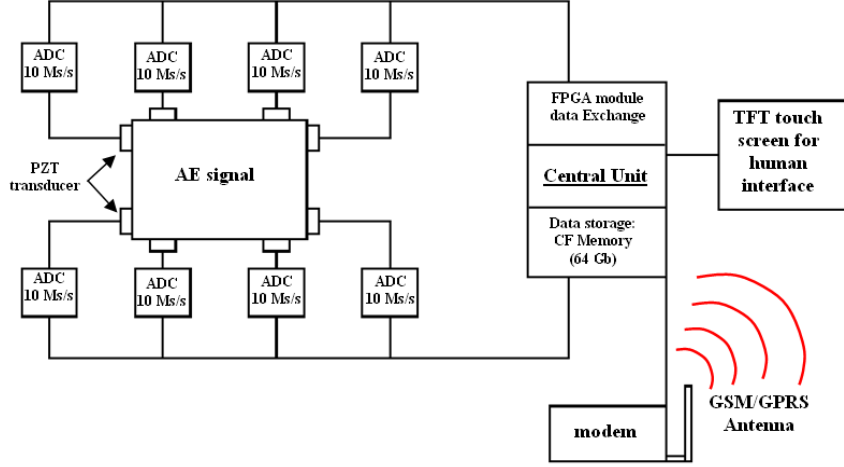 ADC
10 Ms/s
ADC
10 Ms/s
ADC
10 Ms/s
ADC
10 Ms/s
FPGA module
data Exchange
TFT touch
screen for
human
interface
PZT
transducer
AE signal
Central Unit
Data storage:
CF Memory
(64 Gb)
ADC
10 Ms/s
ADC
10 Ms/s
ADC
10 Ms/s
ADC
10 Ms/s
GSM/GPRS
Antenna
modem